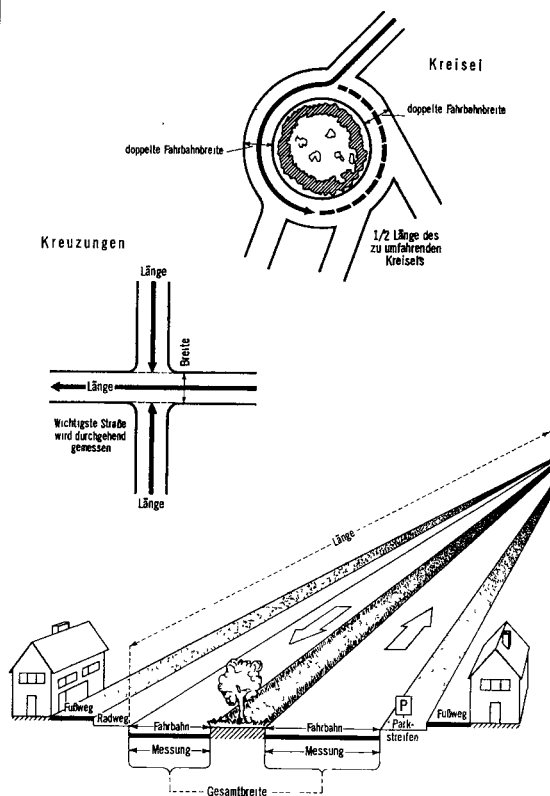 Kreisel
doppelte Fahrbahnbreite
doppelte Fahrbahnbreite
1/2 Länge des
zu umfahrenden
Kreisels
Kreuzungen
Länge
Breite
Länge
Wichtigste Straße
wird durchgehend
gemessen
Länge
Länge
P
Fußweg
Radweg
Fahrbahn
Fahrbahn
Park-
streifen
Fußweg
Messung
Messung
Gesamtbreite